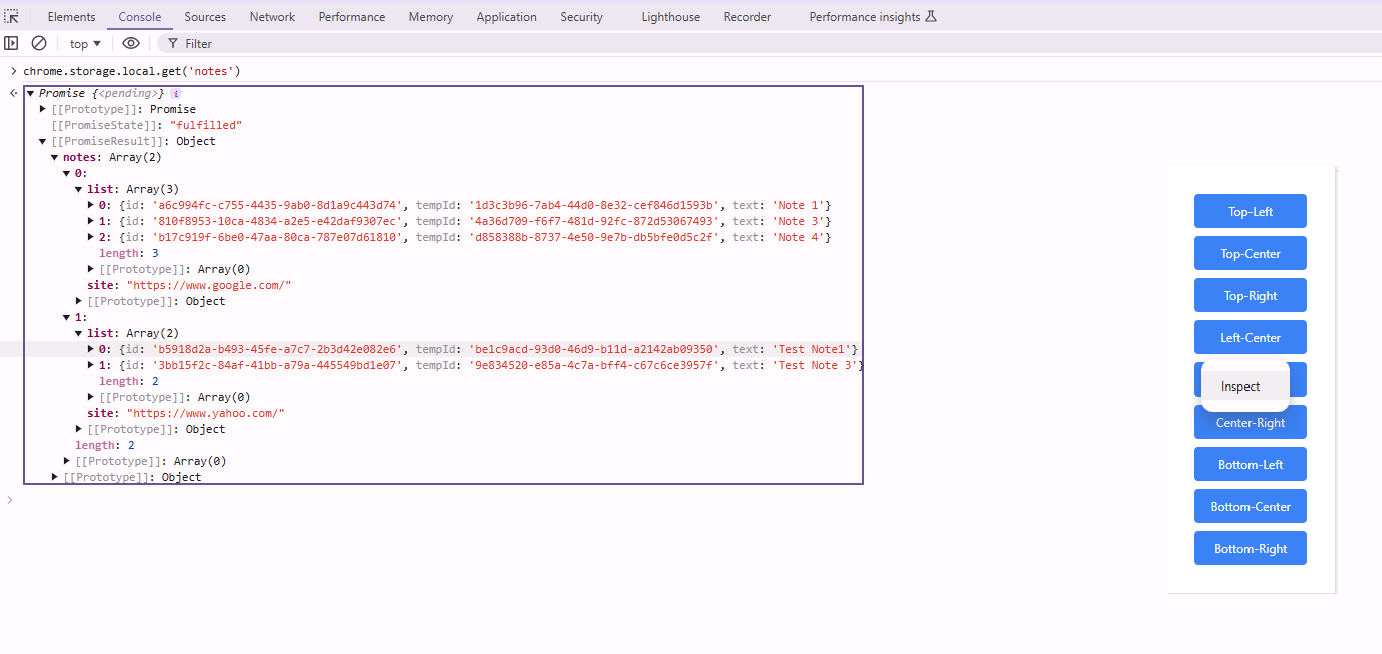 Elements Console Sources Network Performance Memory Application Security Lighthouse Recorder Performance insights
top Filter
chrome.storage.local.get('notes')
Promise {<pending>} i
[[Prototype]]: Promise
[[PromiseState]]: "fulfilled"
[[PromiseResult]]: Object
notes: Array(2)
0:
list: Array(3)
0: {id: 'a6c994fc-c755-4435-9ab0-8d1a9c443d74', tempId: '1d3c3b96-7ab4-44d0-8e32-cef846d1593b', text: 'Note 1'}
1: {id: '810f8953-10ca-4834-a2e5-e42daf9307ec', tempId: '4a36d709-f6f7-481d-92fc-872d53067493', text: 'Note 3'}
2: {id: 'b17c919f-6be0-47aa-80ca-787e07d61810', tempId: 'd858388b-8737-4e50-9e7b-db5bfe0d5c2f', text: 'Note 4'}
length: 3
[[Prototype]]: Array(0)
site: "https://www.google.com/"
[[Prototype]]: Object
1:
list: Array(2)
0: {id: 'b5918d2a-b493-45fe-a7c7-2b3d42e082e6', tempId: 'be1c9acd-93d0-46d9-b11d-a2142ab09350', text: 'Test Note1'}
1: {id: '3bb15f2c-84af-41bb-a79a-445549bd1e07', tempId: '9e834520-e85a-4c7a-bff4-c67c6ce3957f', text: 'Test Note 3'}
length: 2
[[Prototype]]: Array(0)
site: "https://www.yahoo.com/"
[[Prototype]]: Object
length: 2
[[Prototype]]: Array(0)
[[Prototype]]: Object
Top-Left
Top-Center
Top-Right
Left-Center
Inspect
Center-Right
Bottom-Left
Bottom-Center
Bottom-Right